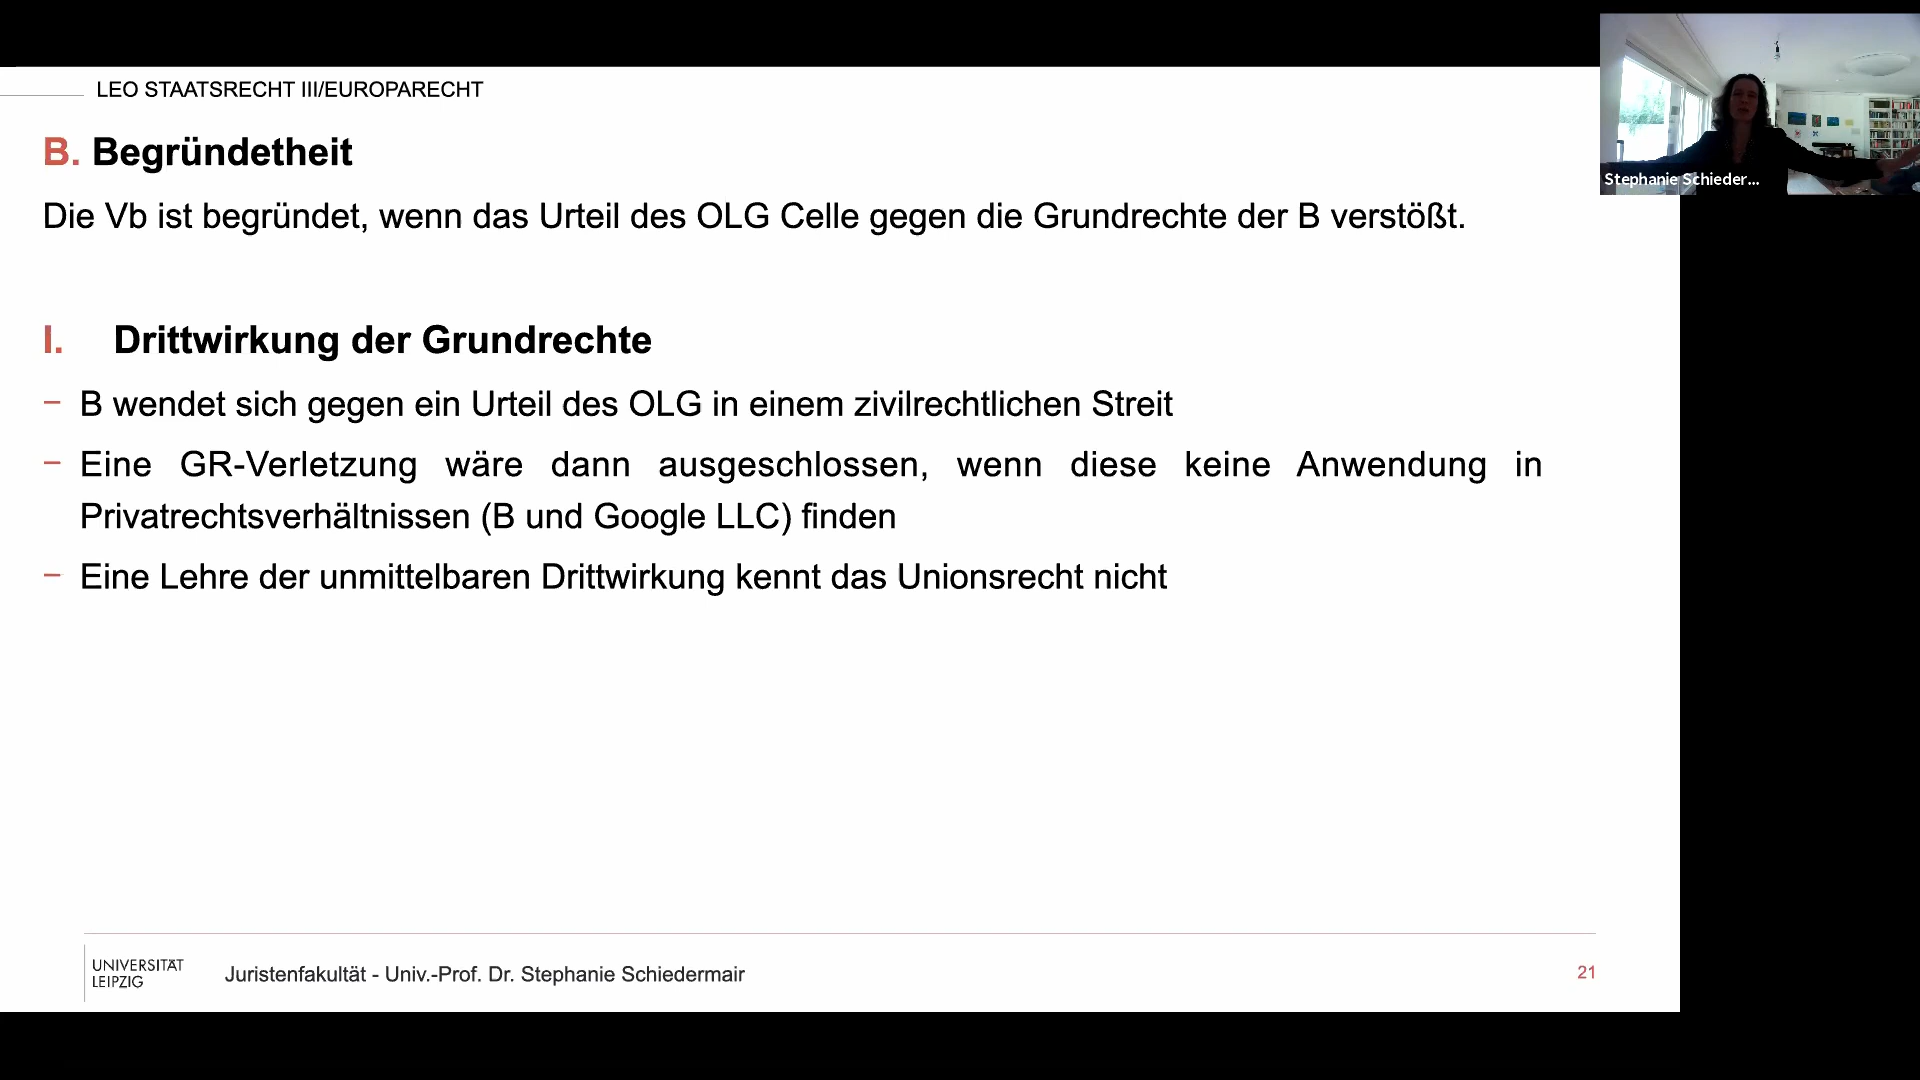 LEO STAATSRECHT III/EUROPARECHT
Stephanie Schieder...
B. Begründetheit
Die Vb ist begründet, wenn das Urteil des OLG Celle gegen die Grundrechte der B verstößt.
I. Drittwirkung der Grundrechte
− B wendet sich gegen ein Urteil des OLG in einem zivilrechtlichen Streit
− Eine GR-Verletzung wäre dann ausgeschlossen, wenn diese keine Anwendung in
Privatrechtsverhältnissen (B und Google LLC) finden
− Eine Lehre der unmittelbaren Drittwirkung kennt das Unionsrecht nicht
UNIVERSITÄT
LEIPZIG
Juristenfakultät - Univ.-Prof. Dr. Stephanie Schiedermair
21